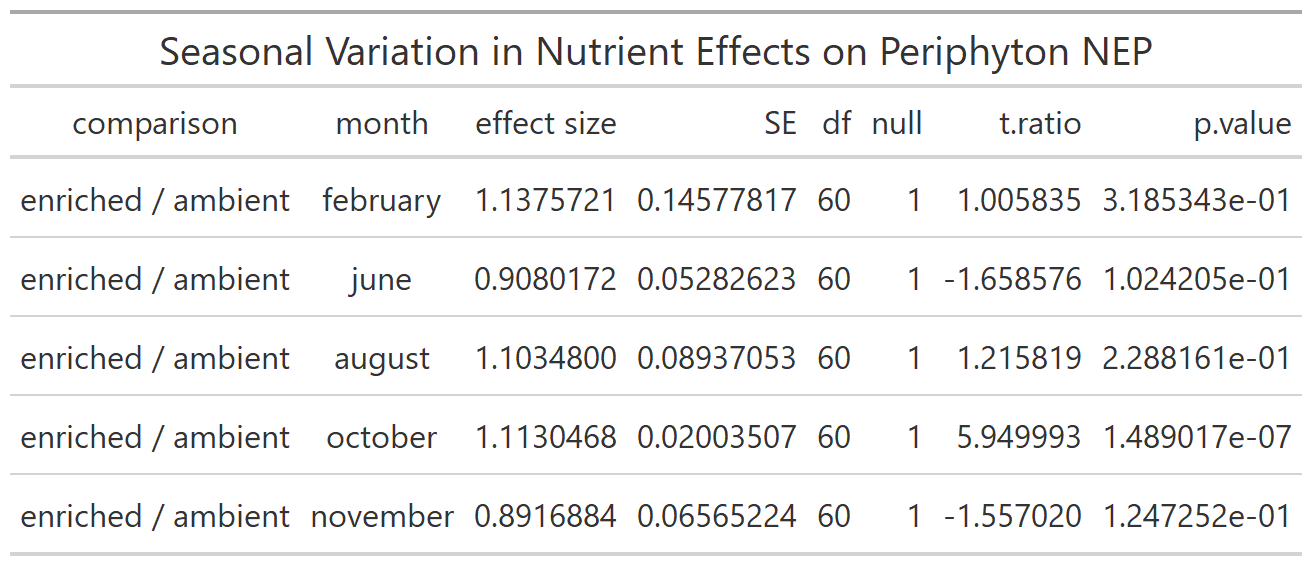 Seasonal Variation in Nutrient Effects on Periphyton NEP
comparison month effect size SE df null t.ratio p.value
enriched / ambient february 1.1375721 0.14577817 60 1 1.005835 3.185343e-01
enriched / ambient june 0.9080172 0.05282623 60 1 -1.658576 1.024205e-01
enriched / ambient august 1.1034800 0.08937053 60 1 1.215819 2.288161e-01
enriched / ambient october 1.1130468 0.02003507 60 1 5.949993 1.489017e-07
enriched / ambient november 0.8916884 0.06565224 60 1 -1.557020 1.247252e-01